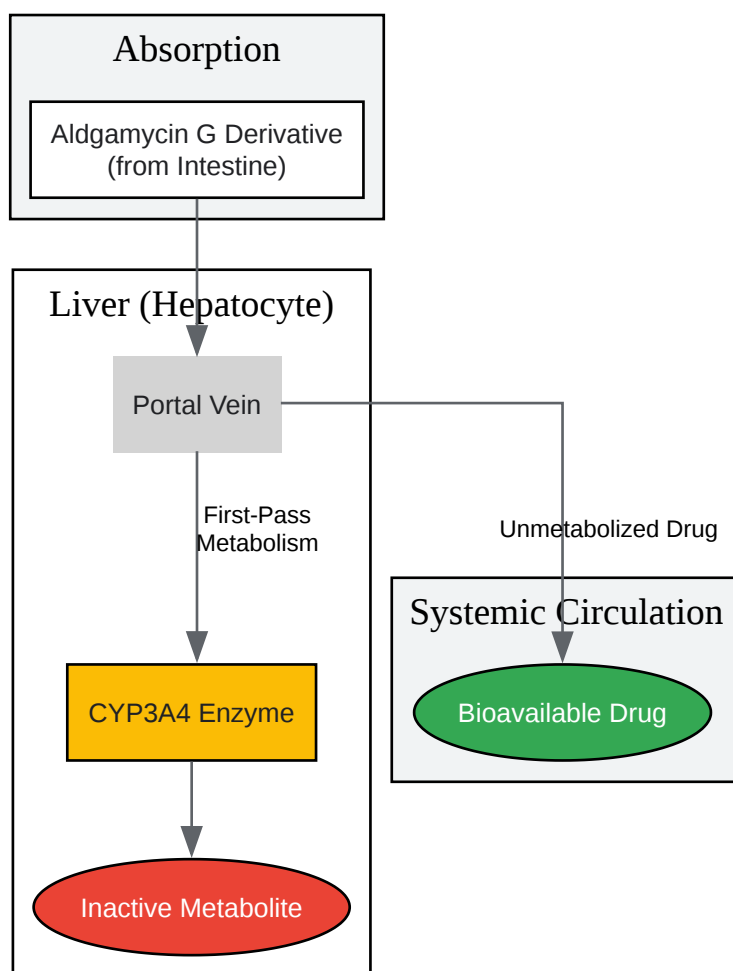 Absorption
Aldgamycin G Derivative
(from Intestine)
Liver (Hepatocyte)
Portal Vein
First-Pass
Metabolism
Unmetabolized Drug
Systemic Circulation
CYP3A4 Enzyme
Bioavailable Drug
Inactive Metabolite